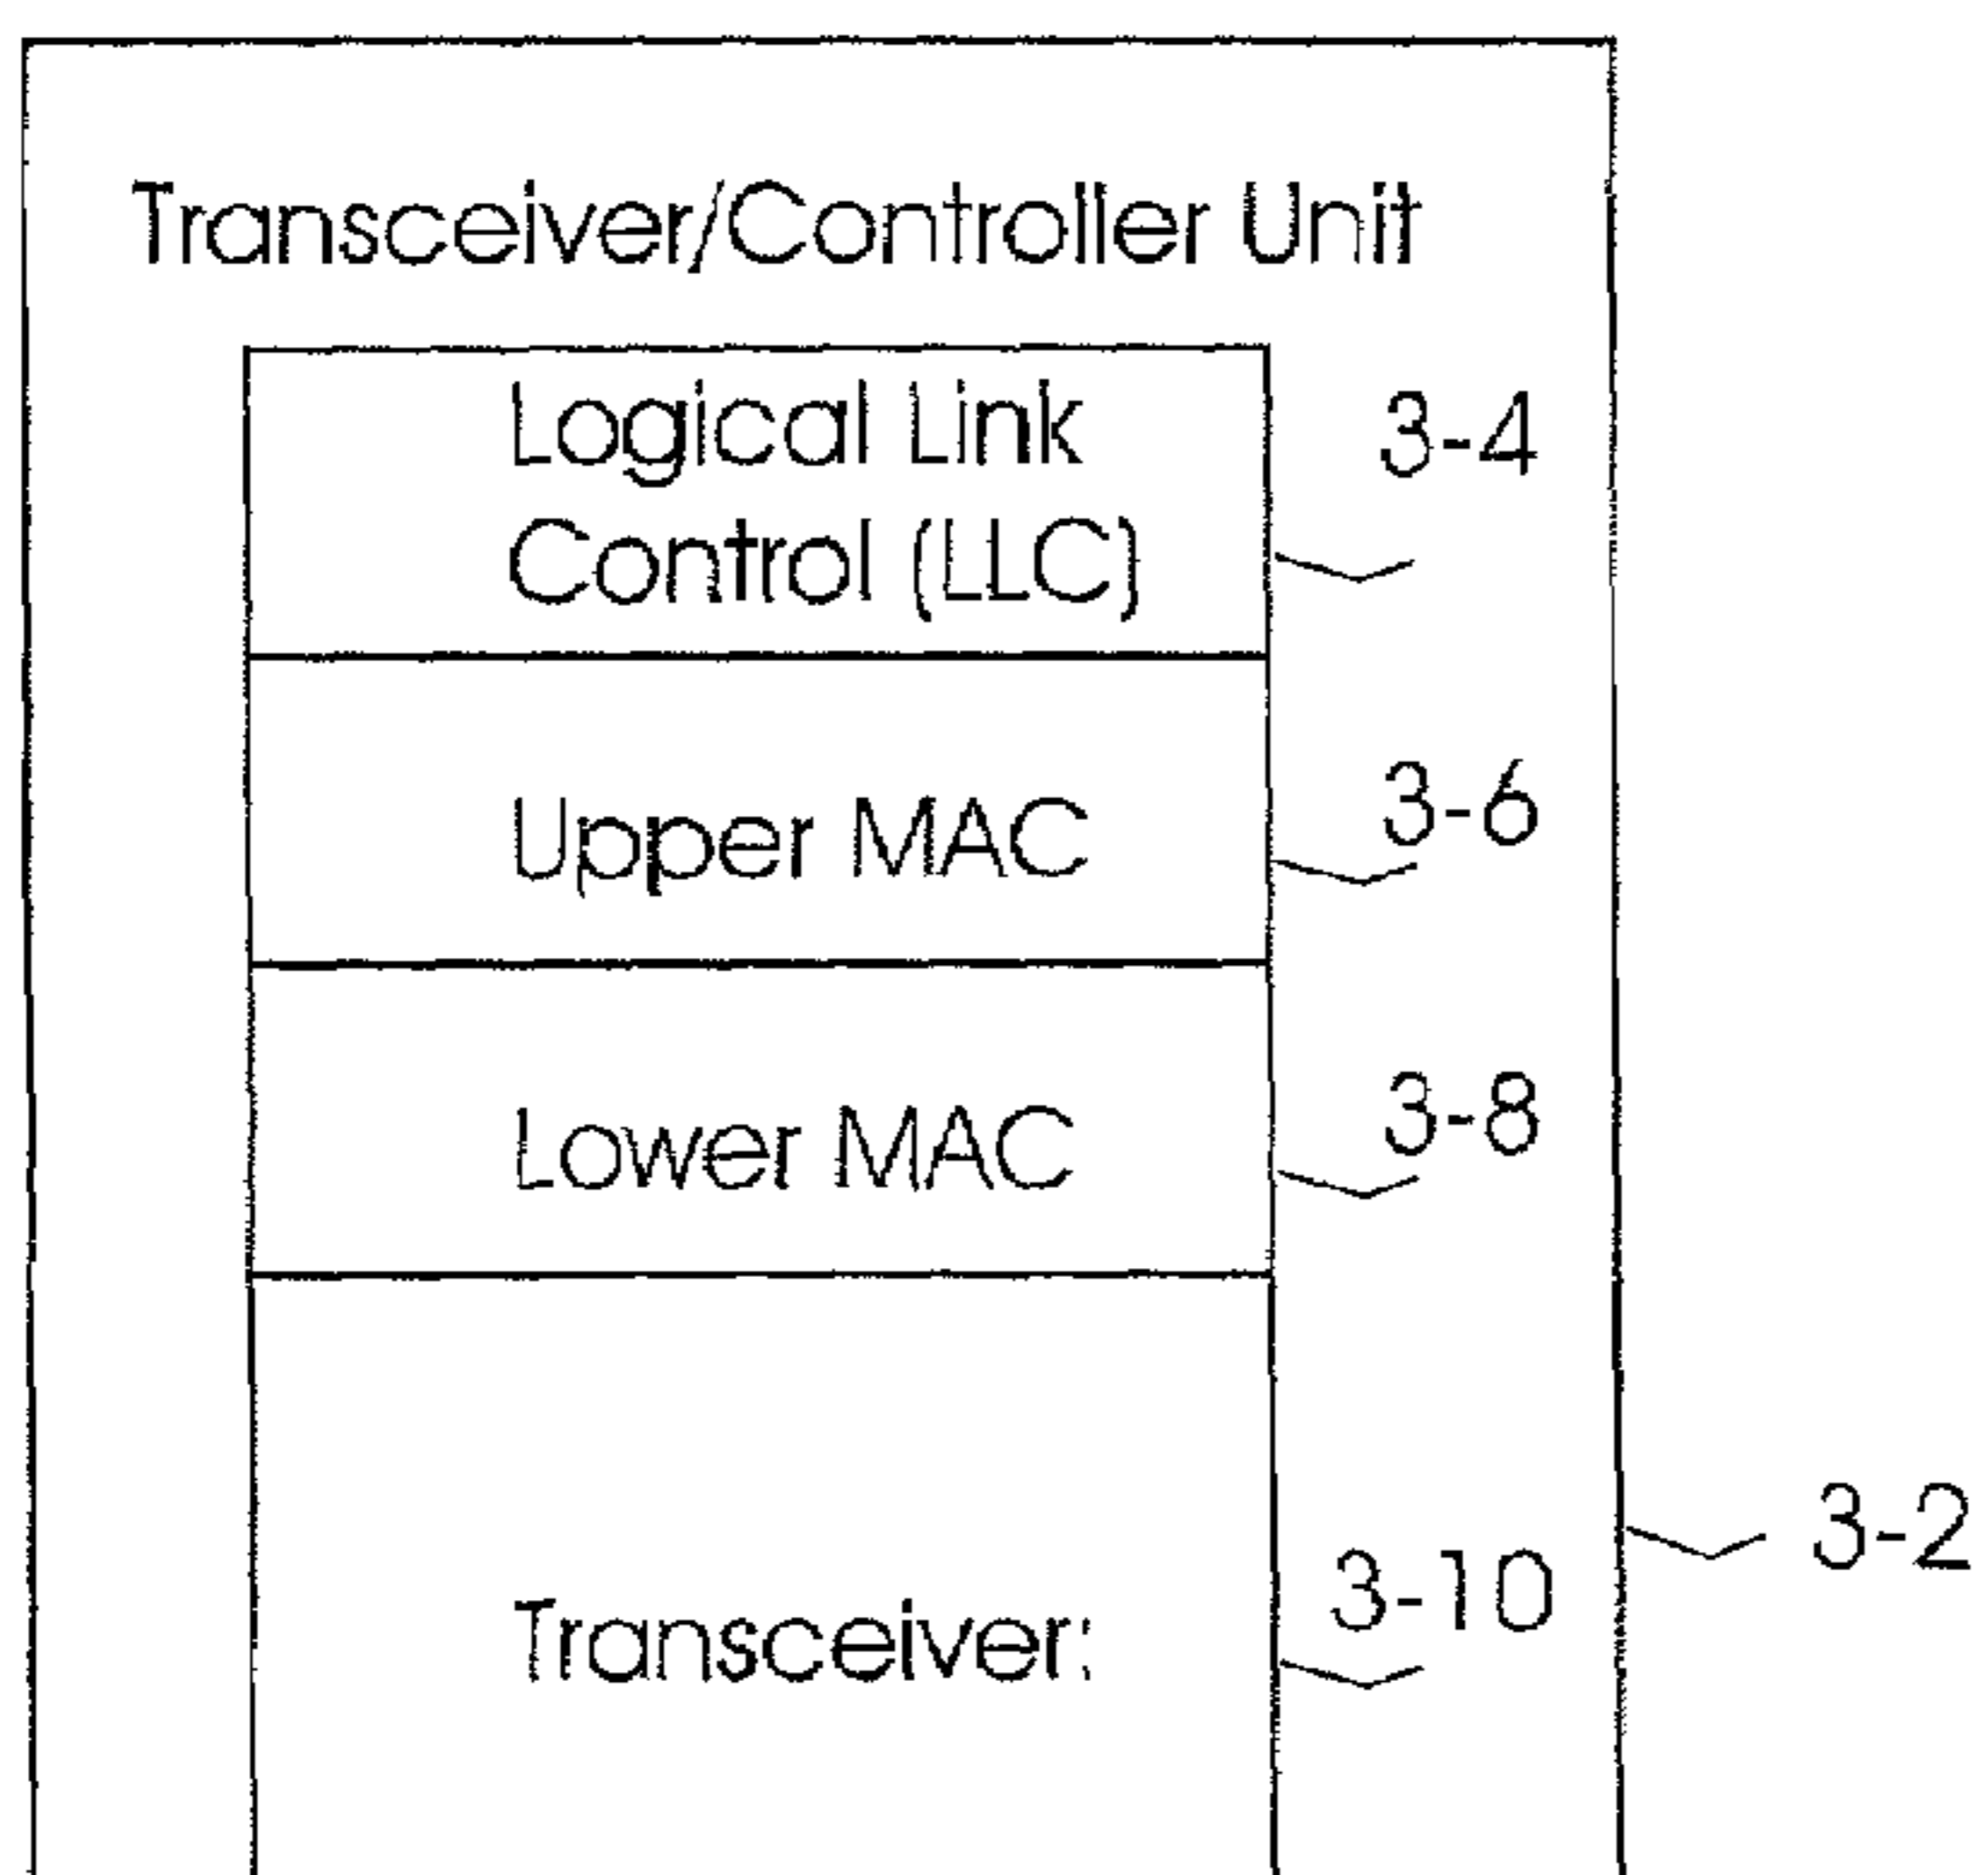 Transceiver/Controller Unit
Logical Link
Control (LLC)
3-4
Upper MAC
3-6
Lower MAC
3-8
Transceiver:
3-10
3-2